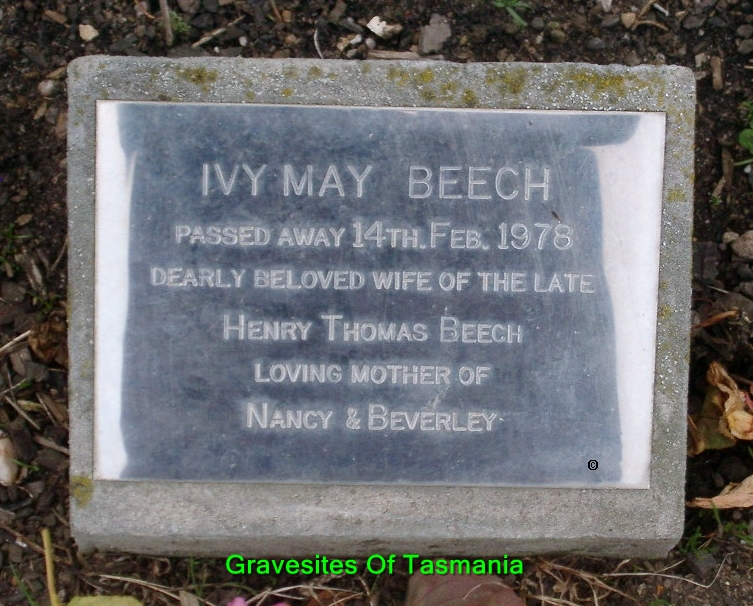 IVY MAY BEECH
PASSED AWAY 14TH. FEB. 1978
DEARLY BELOVED WIFE OF THE LATE
HENRY THOMAS BEECH
LOVING MOTHER OF
NANCY & BEVERLEY
©
Gravesites Of Tasmania